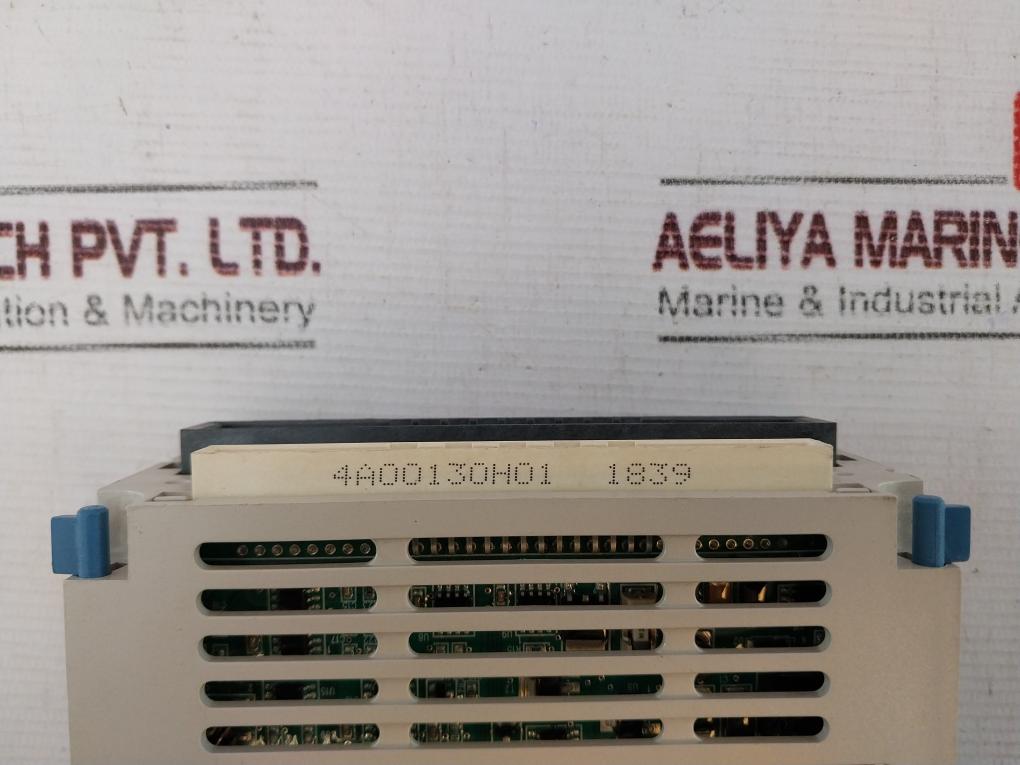 CH PVT. LTD.
tion & Machinery
AELIYA MARIN
Marine & Industrial
4A00130H01 1839